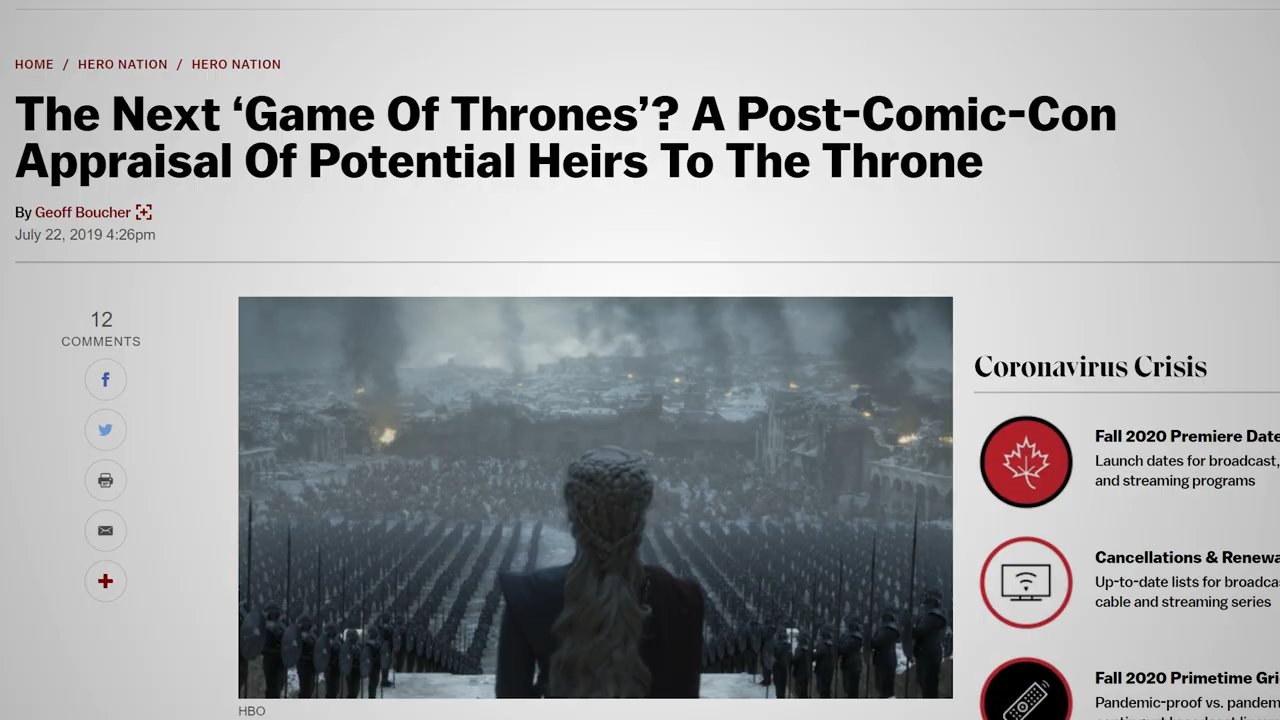 HOME / HERO NATION / HERO NATION
The Next ‘Game Of Thrones’? A Post-Comic-Con
Appraisal Of Potential Heirs To The Throne
By Geoff Boucher
July 22, 2019 4:26pm
12
COMMENTS
Coronavirus Crisis
Fall 2020 Premiere Date
Launch dates for broadcast,
and streaming programs
Cancellations & Renewa
Up-to-date lists for broadca
cable and streaming series
Fall 2020 Primetime Gri
Pandemic-proof vs. pandem
HBO